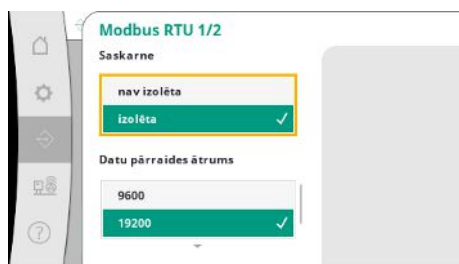 Modbus RTU 1/2
Saskarne
nav izolēta
izolēta
Datu pārraides ātrums
9600
19200